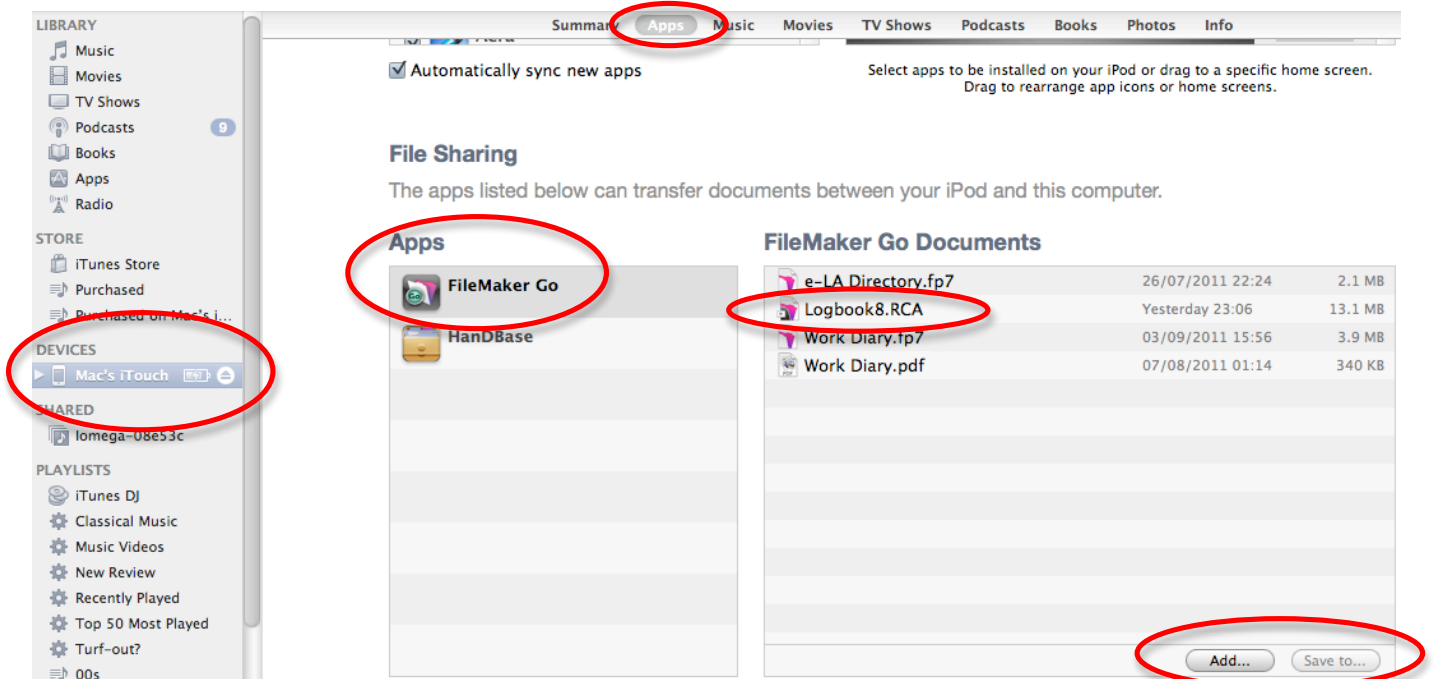 LIBRARY
Music
Movies
TV Shows
Podcasts 9
Books
Apps
Radio
STORE
iTunes Store
Purchased
Purchased on Mac's i...
DEVICES
Mac's iTouch
SHARED
Iomega-08e53c
PLAYLISTS
iTunes DJ
Classical Music
Music Videos
New Review
Recently Played
Top 50 Most Played
Turf-out?
00s
Summary Apps Music Movies TV Shows Podcasts Books Photos Info
Automatically sync new apps
Select apps to be installed on your iPod or drag to a specific home screen.
Drag to rearrange app icons or home screens.
File Sharing
The apps listed below can transfer documents between your iPod and this computer.
Apps
FileMaker Go
HanDBase
FileMaker Go Documents
e-LA Directory.fp7 26/07/2011 22:24 2.1 MB
Logbook8.RCA Yesterday 23:06 13.1 MB
Work Diary.fp7 03/09/2011 15:56 3.9 MB
Work Diary.pdf 07/08/2011 01:14 340 KB
Add... Save to...